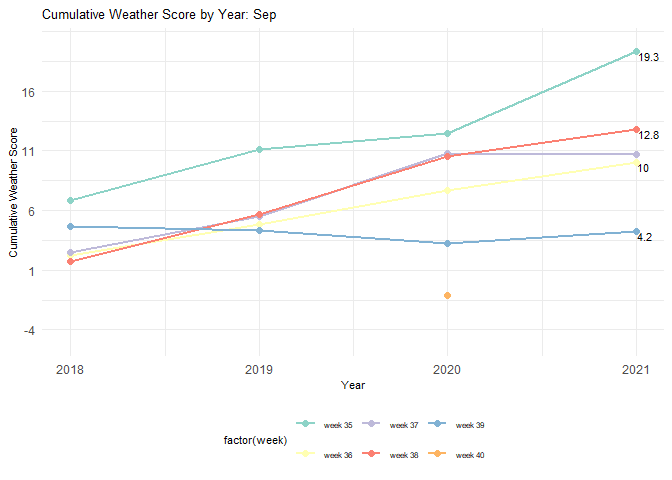 Cumulative Weather Score by Year: Sep
19.3
16
12.8
11
10
6
4.2
1
-4
Cumulative Weather Score
2018 2019 2020 2021
Year
factor(week)
week 35 week 37 week 39
week 36 week 38 week 40